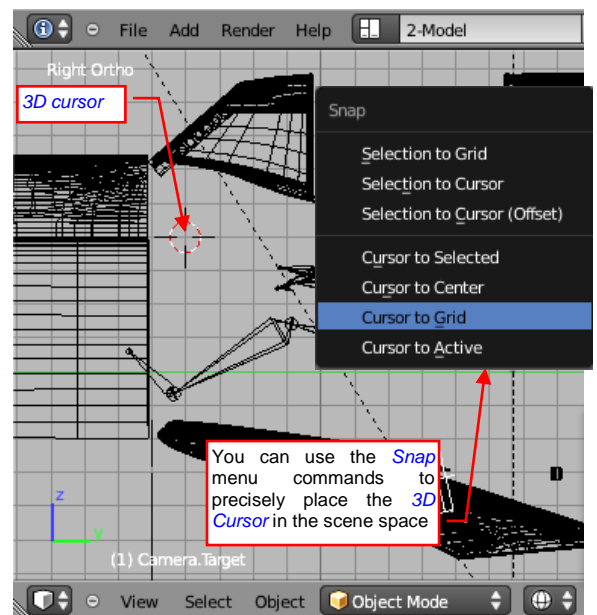 File Add Render Help 2-Model
Right Ortho
3D cursor
Snap
Selection to Grid
Selection to Cursor
Selection to Cursor (Offset)
Cursor to Selected
Cursor to Center
Cursor to Grid
Cursor to Active
You can use the Snap
menu commands to
precisely place the 3D
Cursor in the scene space
z
y
(1) Camera.Target
View Select Object Object Mode